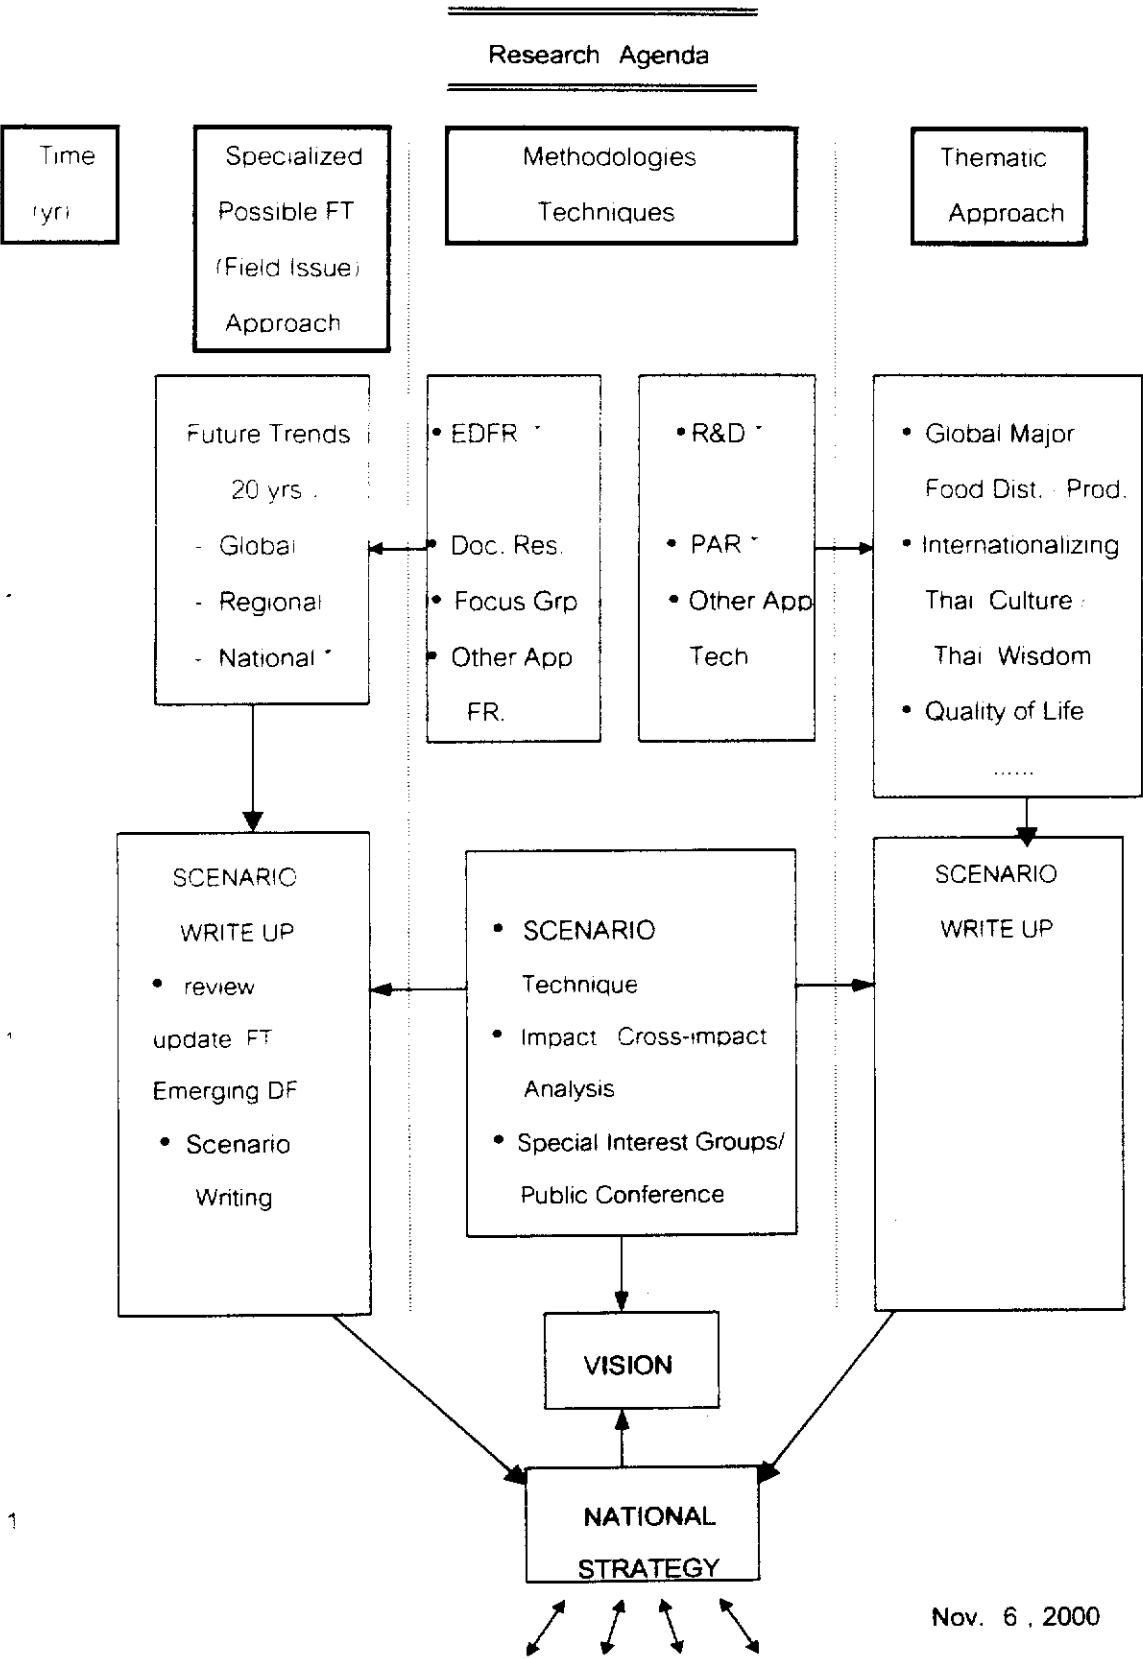 Research Agenda
Time
(yr)
Specialized
Possible FT
(Field Issue)
Approach
Methodologies
Techniques
Thematic
Approach
Future Trends
20 yrs.
- Global
- Regional
- National *
• EDFR *
• Doc. Res.
• Focus Grp
• Other App
FR.
• R&D *
• PAR *
• Other App
Tech
• Global Major
Food Dist. Prod.
• Internationalizing
Thai Culture
Thai Wisdom
• Quality of Life
......
SCENARIO
WRITE UP
• review
update FT
Emerging DF
• Scenario
Writing
• SCENARIO
Technique
• Impact Cross-impact
Analysis
• Special Interest Groups/
Public Conference
SCENARIO
WRITE UP
1
VISION
1
NATIONAL
STRATEGY
Nov. 6 , 2000